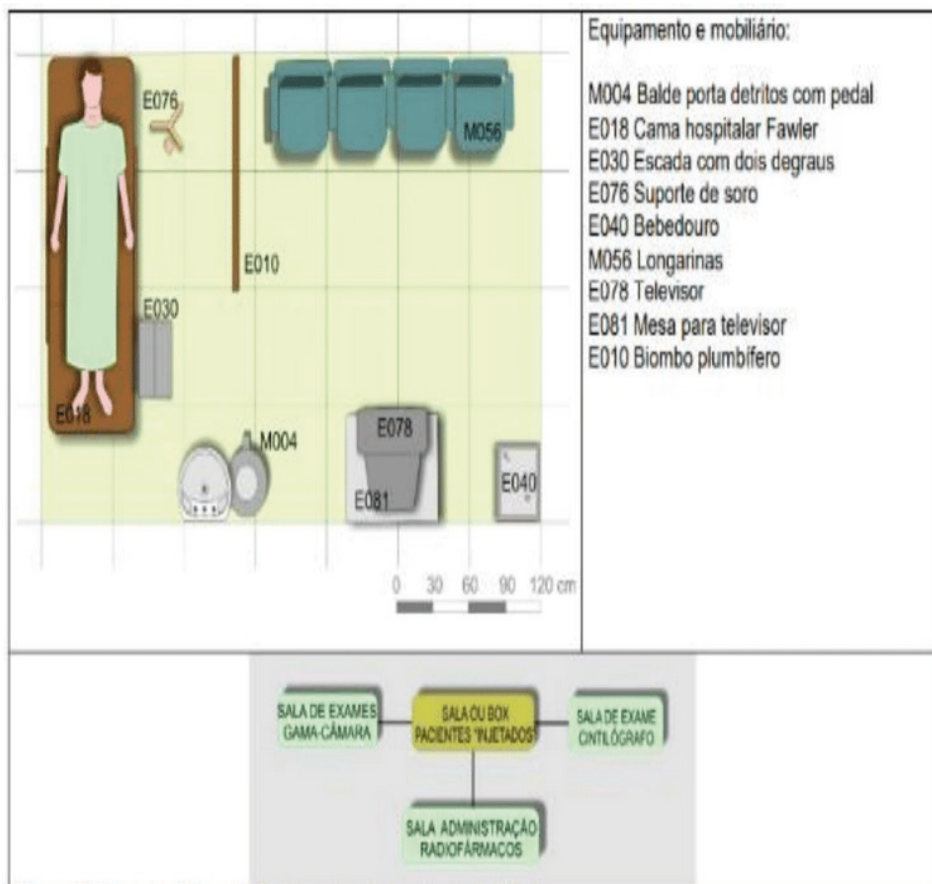 Equipamento e mobiliário:
M004 Balde porta detritos com pedal
E018 Cama hospitalar Fawler
E030 Escada com dois degraus
E076 Suporte de soro
E040 Bebedouro
M056 Longarinas
E078 Televisor
E081 Mesa para televisor
E010 Biombo plumbífero
E076
M056
E010
E030
E018
M004
E078
E081
E040
0 30 60 90 120 cm
SALA DE EXAMES
GAMA-CÂMARA
SALA OU BOX
PACIENTES "INJETADOS"
SALA DE EXAME
CINTILÓGRAFO
SALA ADMINISTRAÇÃO
RADIOFÁRMACOS